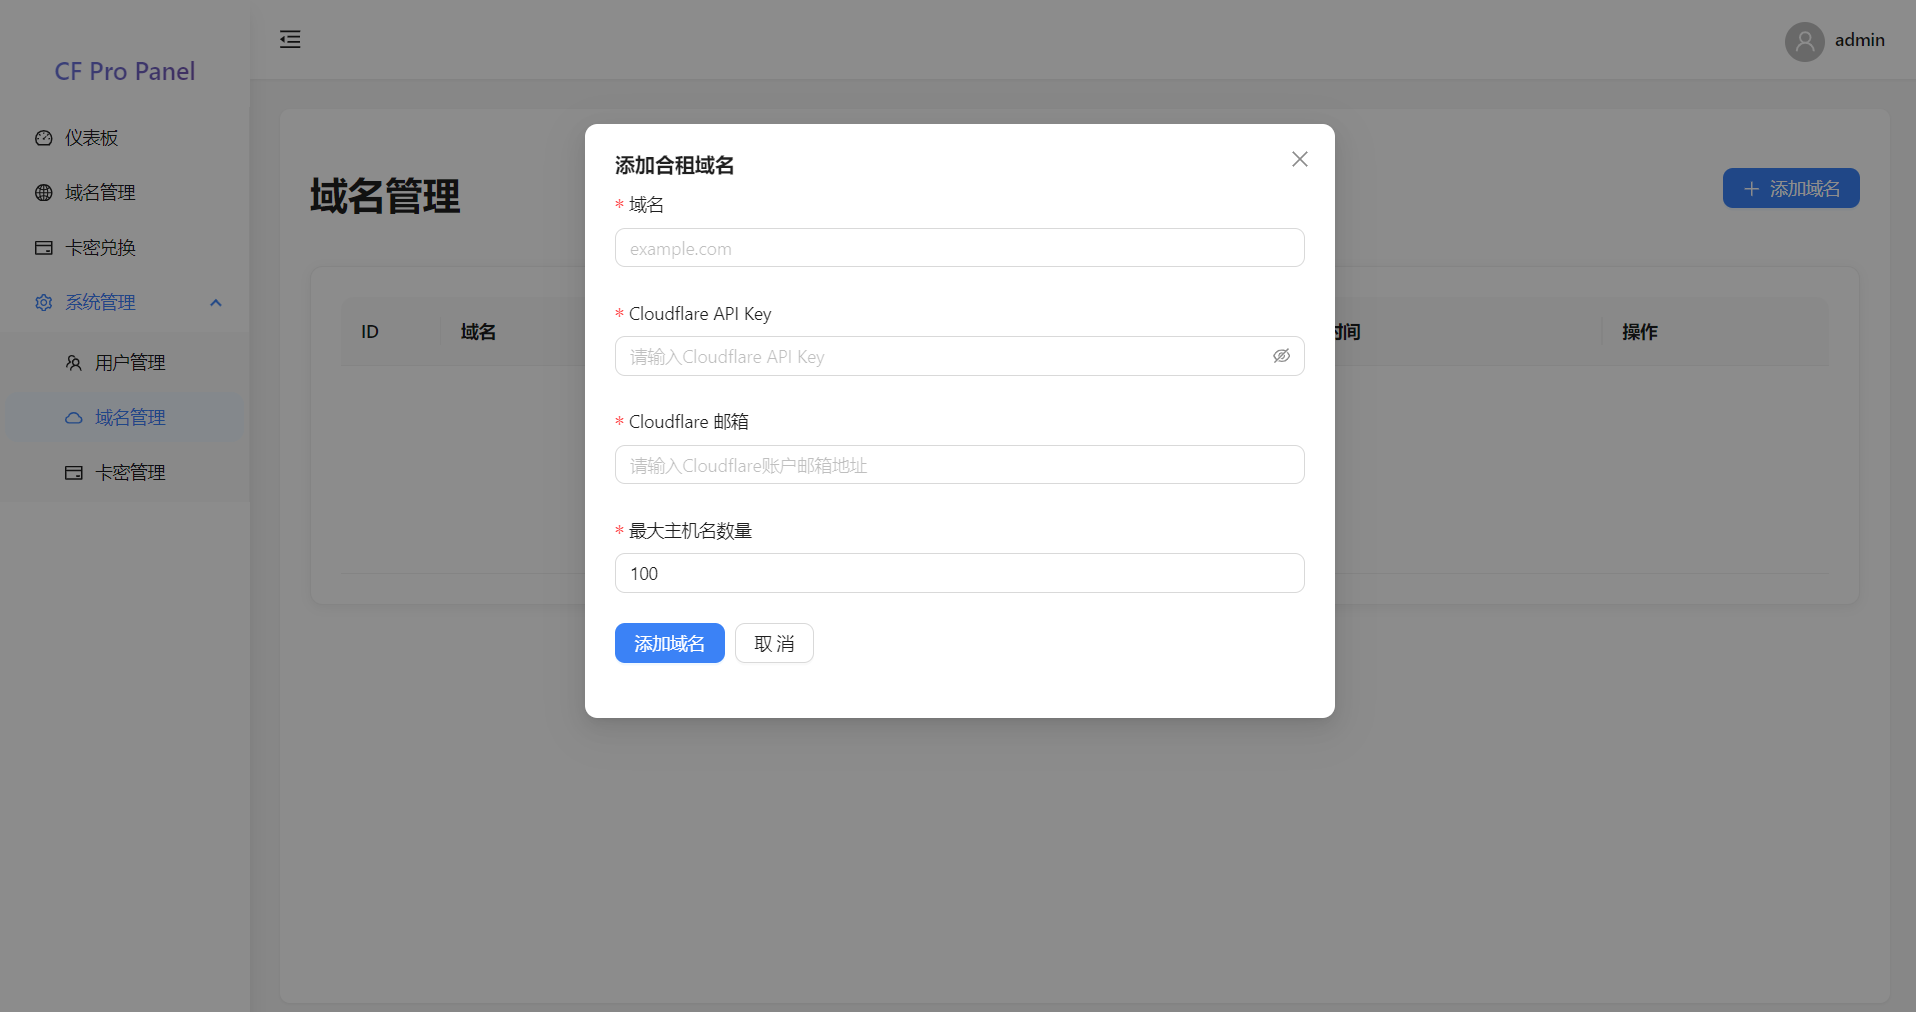 CF Pro Panel
仪表板
域名管理
卡密兑换
系统管理
用户管理
域名管理
卡密管理
admin
域名管理
添加域名
ID
域名
时间
操作
添加合租域名
* 域名
example.com
* Cloudflare API Key
请输入Cloudflare API Key
* Cloudflare 邮箱
请输入Cloudflare账户邮箱地址
* 最大主机名数量
100
添加域名
取 消